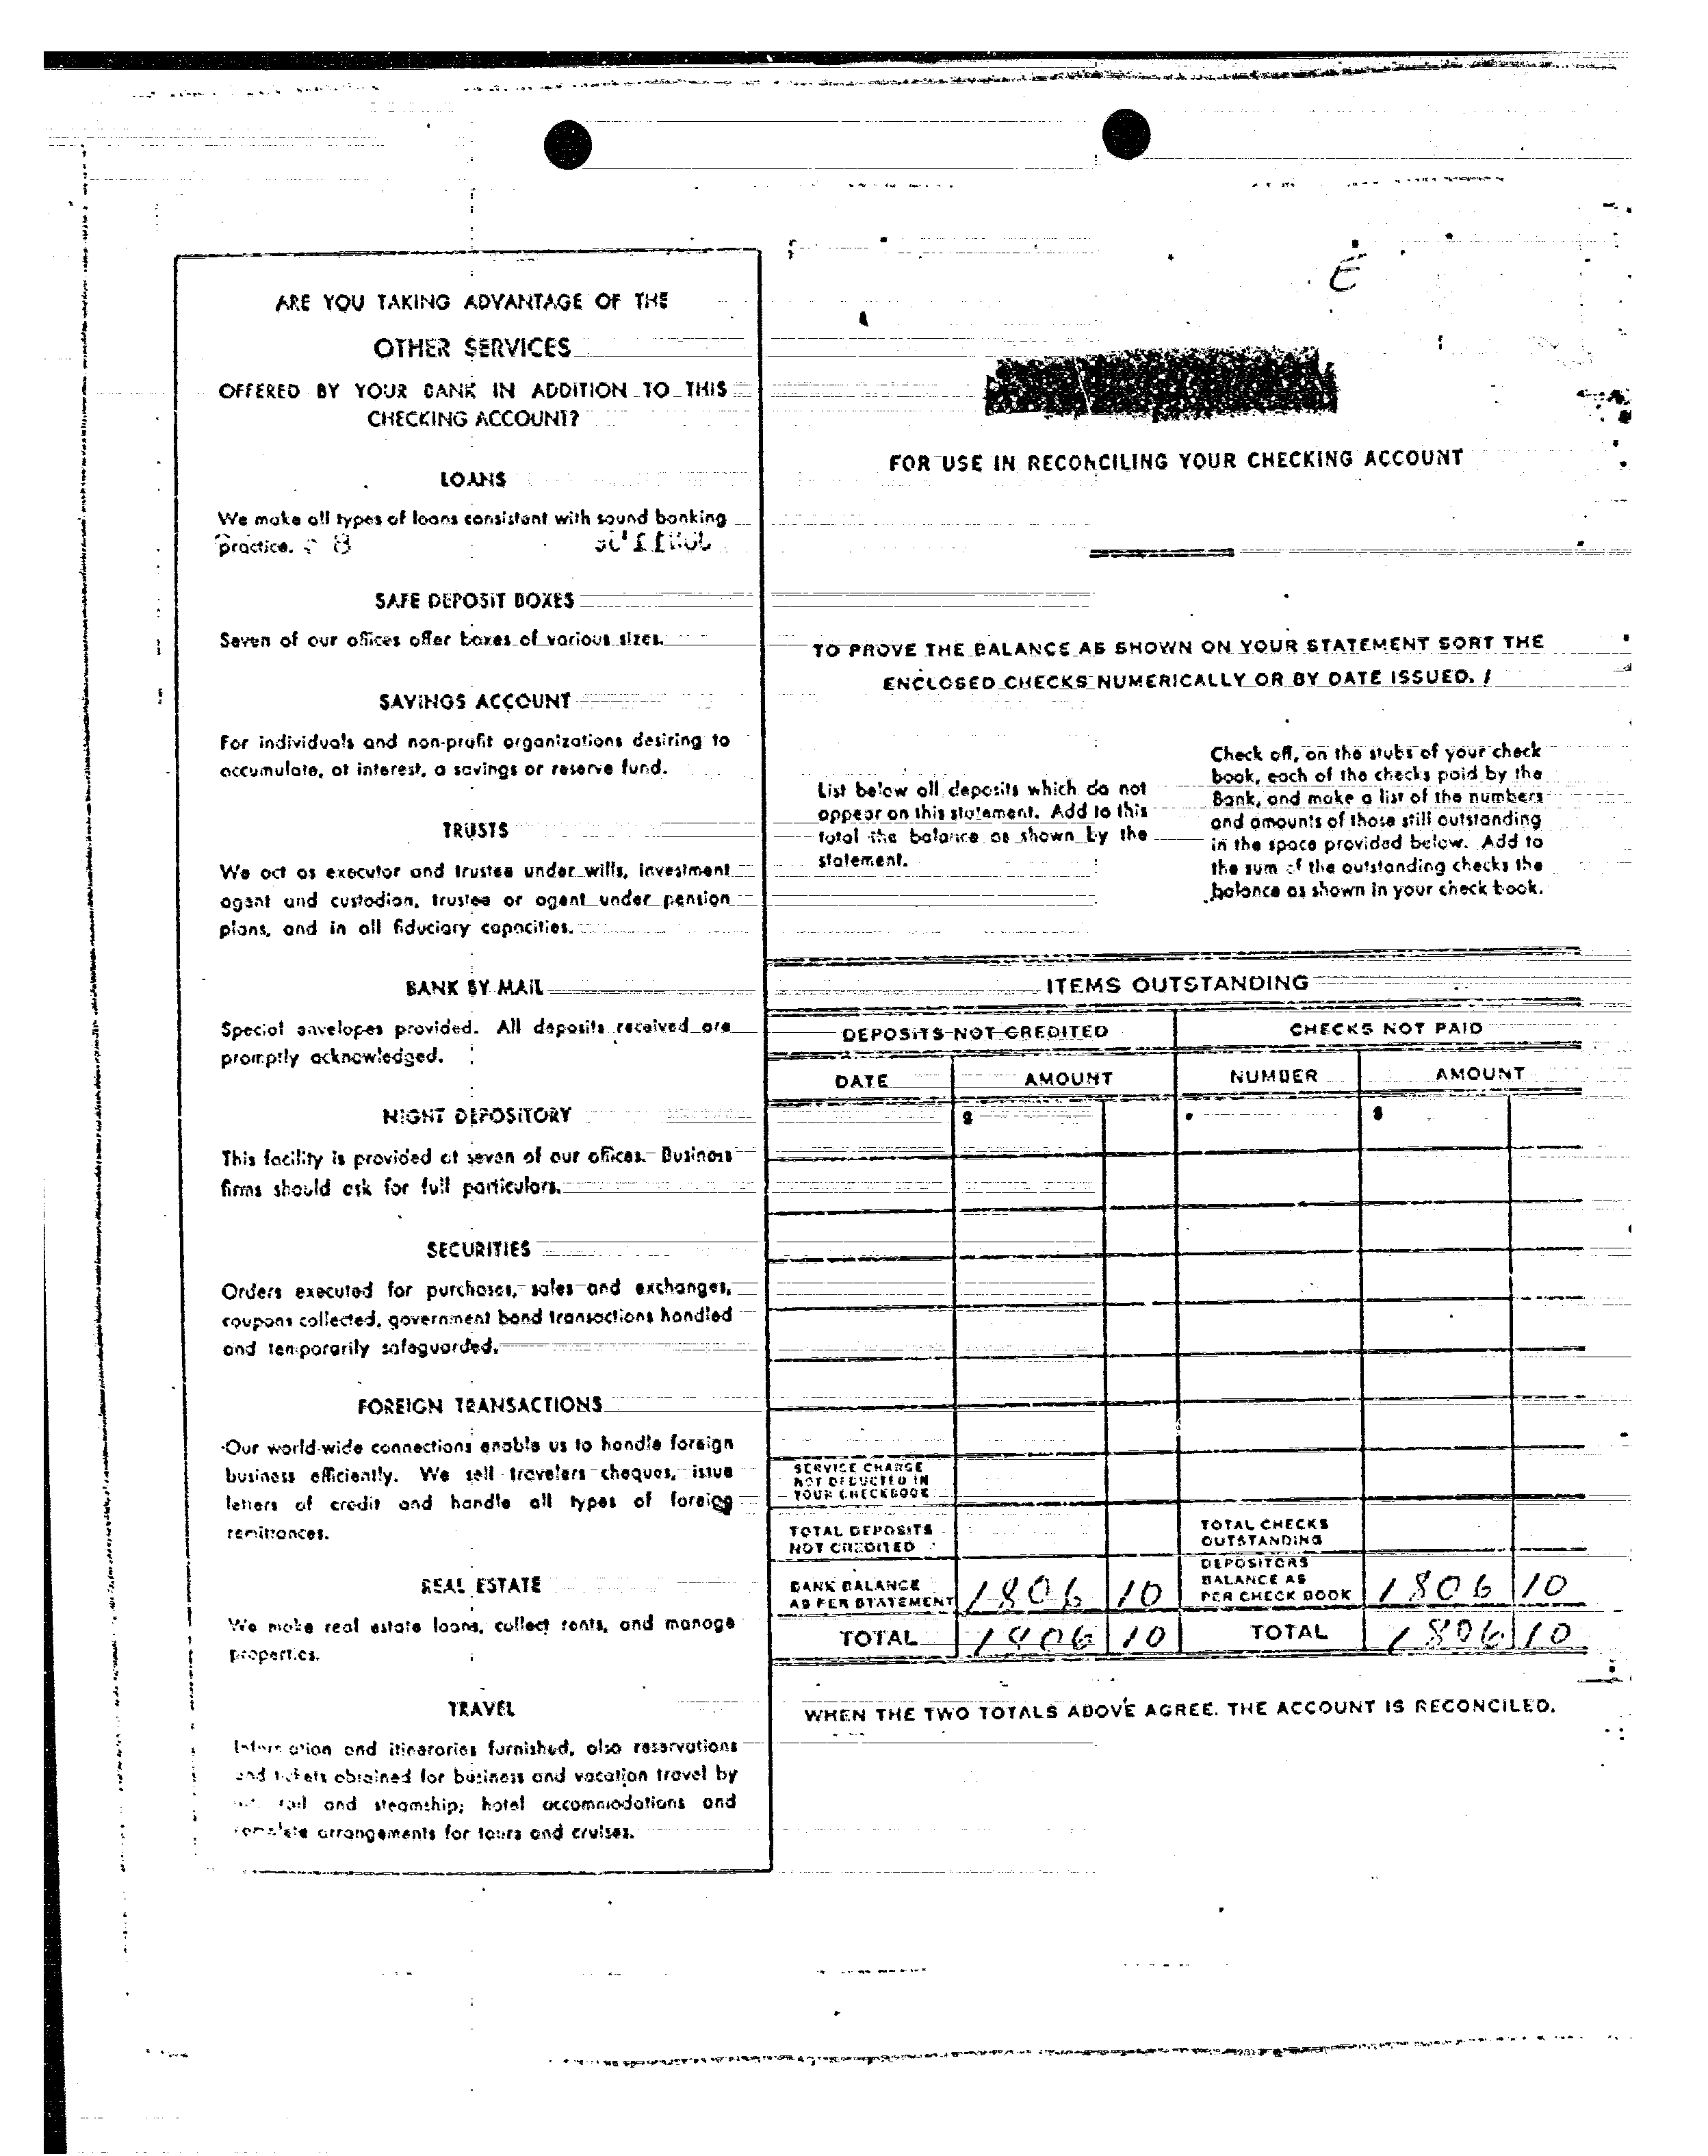 E
ARE YOU TAKING ADVANTAGE OF THE
OTHER SERVICES
OFFERED BY YOUR BANK IN ADDITION TO THIS
CHECKING ACCOUNT?
LOANS
We make all types of loans consistent with sound banking
practice.
SAFE DEPOSIT BOXES
Seven of our offices offer boxes of various sizes.
SAVINGS ACCOUNT
For individuals and non-profit organizations desiring to
accumulate, at interest, a savings or reserve fund.
TRUSTS
We act as executor and trustee under wills, investment
agent and custodian, trustee or agent under pension
plans, and in all fiduciary capacities.
BANK BY MAIL
Special envelopes provided. All deposits received are
promptly acknowledged.
NIGHT DEPOSITORY
This facility is provided at seven of our offices. Business
firms should ask for full particulars.
SECURITIES
Orders executed for purchases, sales and exchanges,
coupons collected, government bond transactions handled
and temporarily safeguarded.
FOREIGN TRANSACTIONS
Our world-wide connections enable us to handle foreign
business efficiently. We sell travelers cheques, issue
letters of credit and handle all types of foreign
remittances.
REAL ESTATE
We make real estate loans, collect rents, and manage
properties.
TRAVEL
Information and itineraries furnished, also reservations
and tickets obtained for business and vacation travel by
rail and steamship; hotel accommodations and
complete arrangements for tours and cruises.
FOR USE IN RECONCILING YOUR CHECKING ACCOUNT
TO PROVE THE BALANCE AS SHOWN ON YOUR STATEMENT SORT THE
ENCLOSED CHECKS NUMERICALLY OR BY DATE ISSUED.
List below all deposits which do not
appear on this statement. Add to this
total the balance as shown by the
statement.
Check off, on the stubs of your check
book, each of the checks paid by the
Bank, and make a list of the numbers
and amounts of those still outstanding
in the space provided below. Add to
the sum of the outstanding checks the
balance as shown in your check book.
ITEMS OUTSTANDING
DEPOSITS NOT CREDITED CHECKS NOT PAID
DATE AMOUNT NUMBER AMOUNT
$ $
SERVICE CHARGE
NOT DEDUCTED IN
YOUR CHECKBOOK
TOTAL DEPOSITS
NOT CREDITED
TOTAL CHECKS
OUTSTANDING
BANK BALANCE
AS PER STATEMENT 1806 10
DEPOSITORS
BALANCE AS
PER CHECK BOOK 1806 10
TOTAL 1806 10 TOTAL 1806 10
WHEN THE TWO TOTALS ABOVE AGREE. THE ACCOUNT IS RECONCILED.